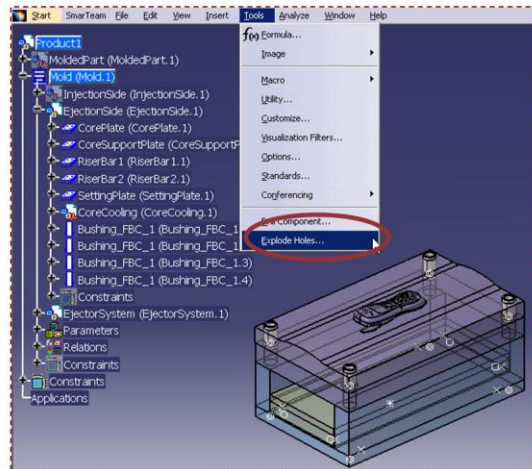 Start SmarTeam File Edit View Insert Tools Analyze Window Help
Product1
MoldedPart (MoldedPart.1)
Mold (Mold.1)
InjectionSide (InjectionSide.1)
EjectionSide (EjectionSide.1)
CorePlate (CorePlate.1)
CoreSupportPlate (CoreSupportP
RiserBar1 (RiserBar1.1)
RiserBar2 (RiserBar2.1)
SettingPlate (SettingPlate.1)
CoreCooling (CoreCooling.1)
Bushing_FBC_1 (Bushing_FBC_1
Bushing_FBC_1 (Bushing_FBC_1
Bushing_FBC_1 (Bushing_FBC_1.3)
Bushing_FBC_1 (Bushing_FBC_1.4)
Constraints
EjectorSystem (EjectorSystem.1)
Parameters
Relations
Constraints
Constraints
Applications
f(x) Formula...
Image
Macro
Utility...
Customize...
Visualization Filters...
Options...
Standards...
Conferencing
Component...
Explode Holes...